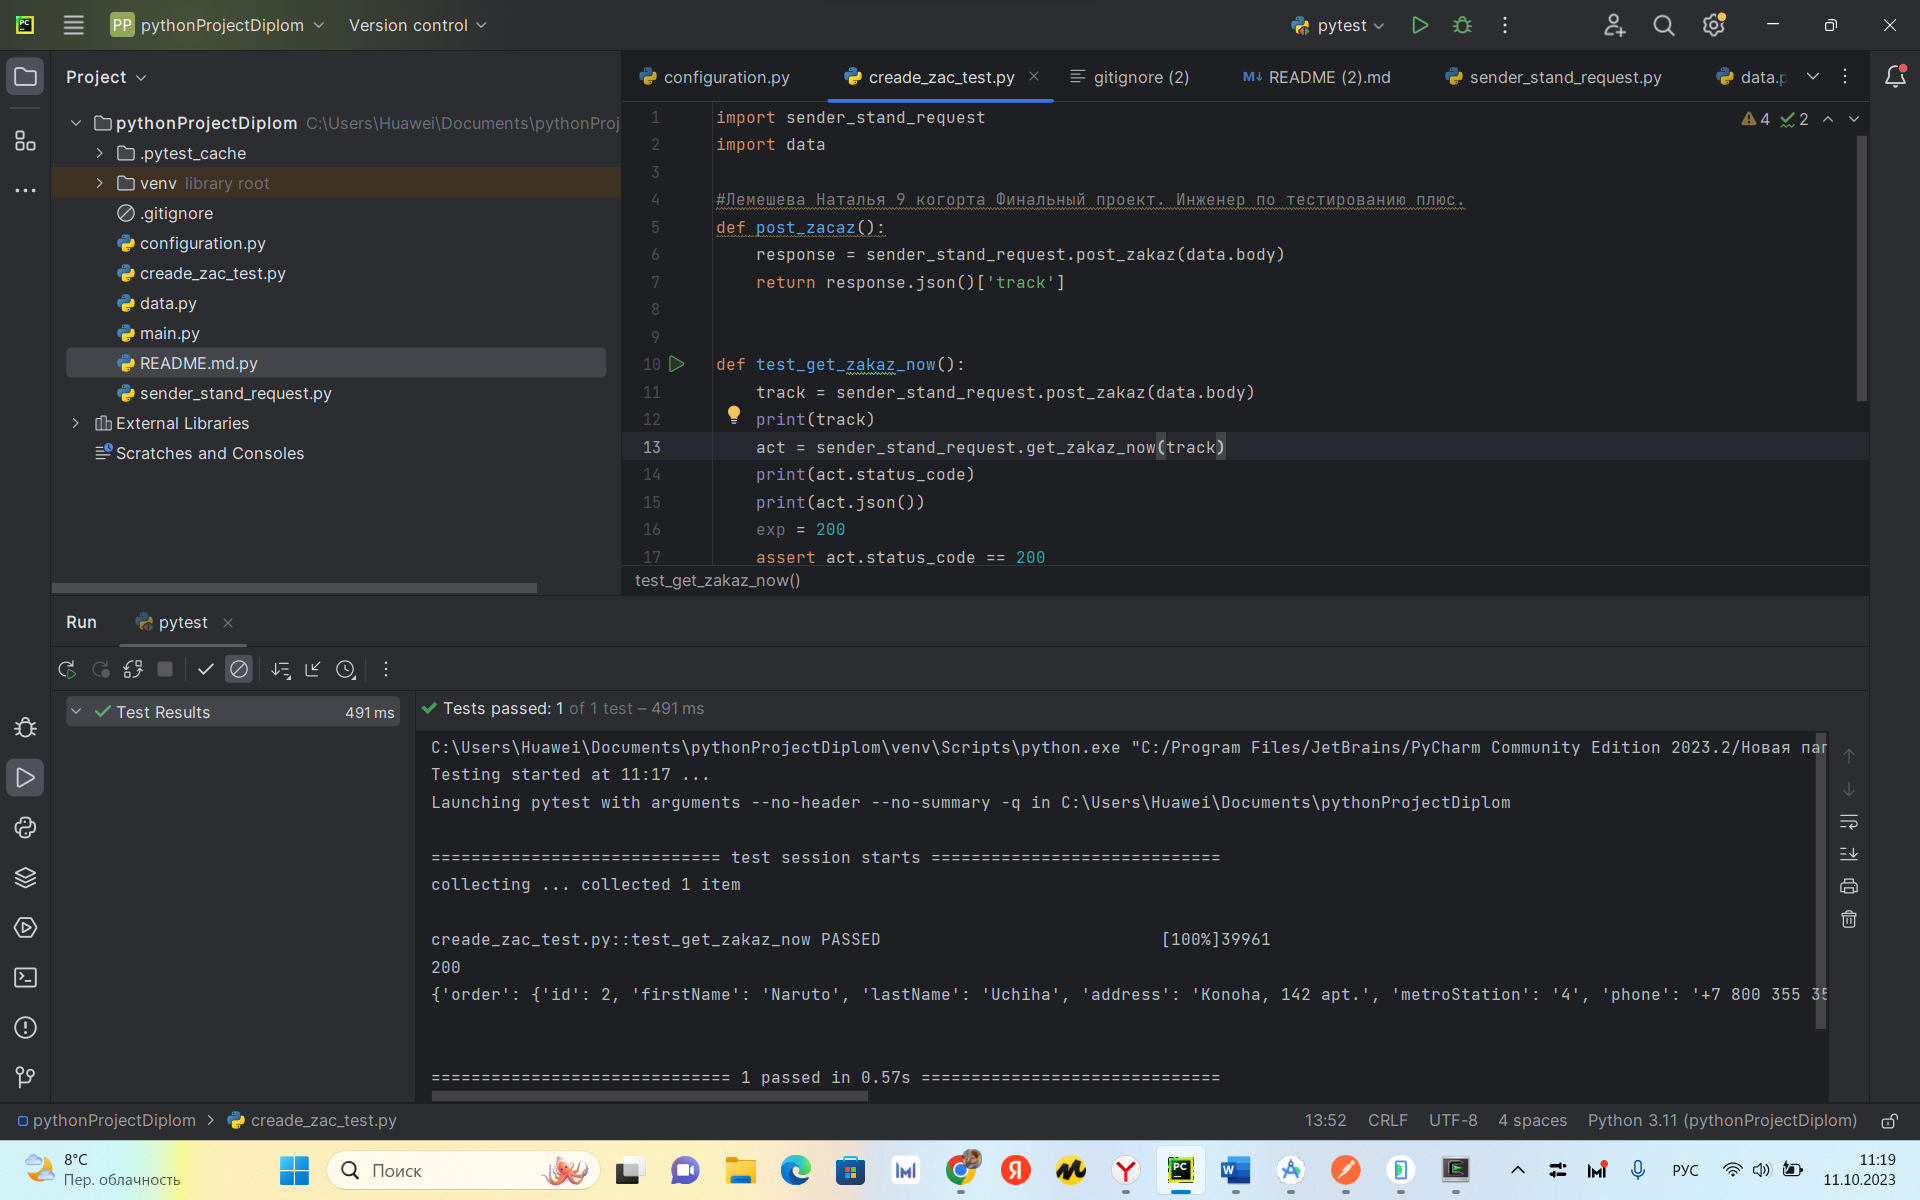 PC
PP pythonProjectDiplom
Version control
pytest
Project
pythonProjectDiplom C:\Users\Huawei\Documents\pythonProj
.pytest_cache
venv library root
.gitignore
configuration.py
creade_zac_test.py
data.py
main.py
README.md.py
sender_stand_request.py
External Libraries
Scratches and Consoles
configuration.py
creade_zac_test.py
gitignore (2)
M↓ README (2).md
sender_stand_request.py
data.p
4 2
1 import sender_stand_request
2 import data
3
4 #Лемешева Наталья 9 когорта Финальный проект. Инженер по тестированию плюс.
5 def post_zacaz():
6 response = sender_stand_request.post_zakaz(data.body)
7 return response.json()['track']
8
9
10 def test_get_zakaz_now():
11 track = sender_stand_request.post_zakaz(data.body)
12 print(track)
13 act = sender_stand_request.get_zakaz_now(track)
14 print(act.status_code)
15 print(act.json())
16 exp = 200
17 assert act.status_code == 200
test_get_zakaz_now()
Run pytest
Test Results 491 ms
Tests passed: 1 of 1 test – 491 ms
C:\Users\Huawei\Documents\pythonProjectDiplom\venv\Scripts\python.exe "C:/Program Files/JetBrains/PyCharm Community Edition 2023.2/Новая пап
Testing started at 11:17 ...
Launching pytest with arguments --no-header --no-summary -q in C:\Users\Huawei\Documents\pythonProjectDiplom
============================= test session starts =============================
collecting ... collected 1 item
creade_zac_test.py::test_get_zakaz_now PASSED [100%]39961
200
{'order': {'id': 2, 'firstName': 'Naruto', 'lastName': 'Uchiha', 'address': 'Konoha, 142 apt.', 'metroStation': '4', 'phone': '+7 800 355 35
============================== 1 passed in 0.57s ==============================
pythonProjectDiplom > creade_zac_test.py
13:52 CRLF UTF-8 4 spaces Python 3.11 (pythonProjectDiplom)
8°C
Пер. облачность
Поиск
РУС
11:19
11.10.2023